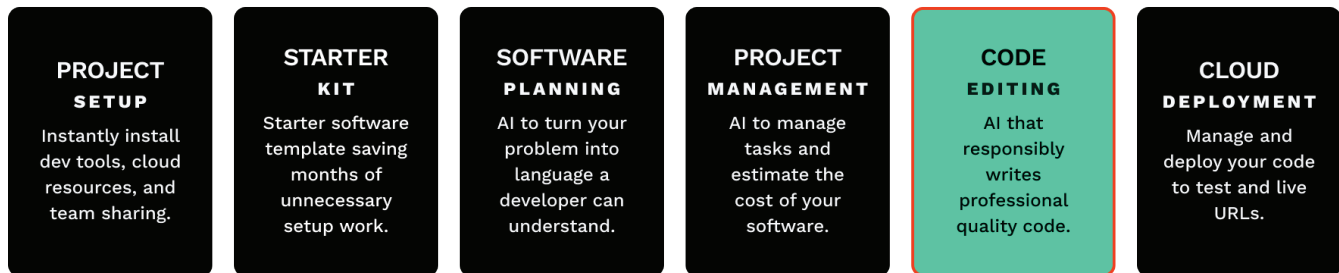 PROJECT
SETUP
Instantly install
dev tools, cloud
resources, and
team sharing.
STARTER
KIT
Starter software
template saving
months of
unnecessary
setup work.
SOFTWARE
PLANNING
AI to turn your
problem into
language a
developer can
understand.
PROJECT
MANAGEMENT
AI to manage
tasks and
estimate the
cost of your
software.
CODE
EDITING
AI that
responsibly
writes
professional
quality code.
CLOUD
DEPLOYMENT
Manage and
deploy your code
to test and live
URLs.